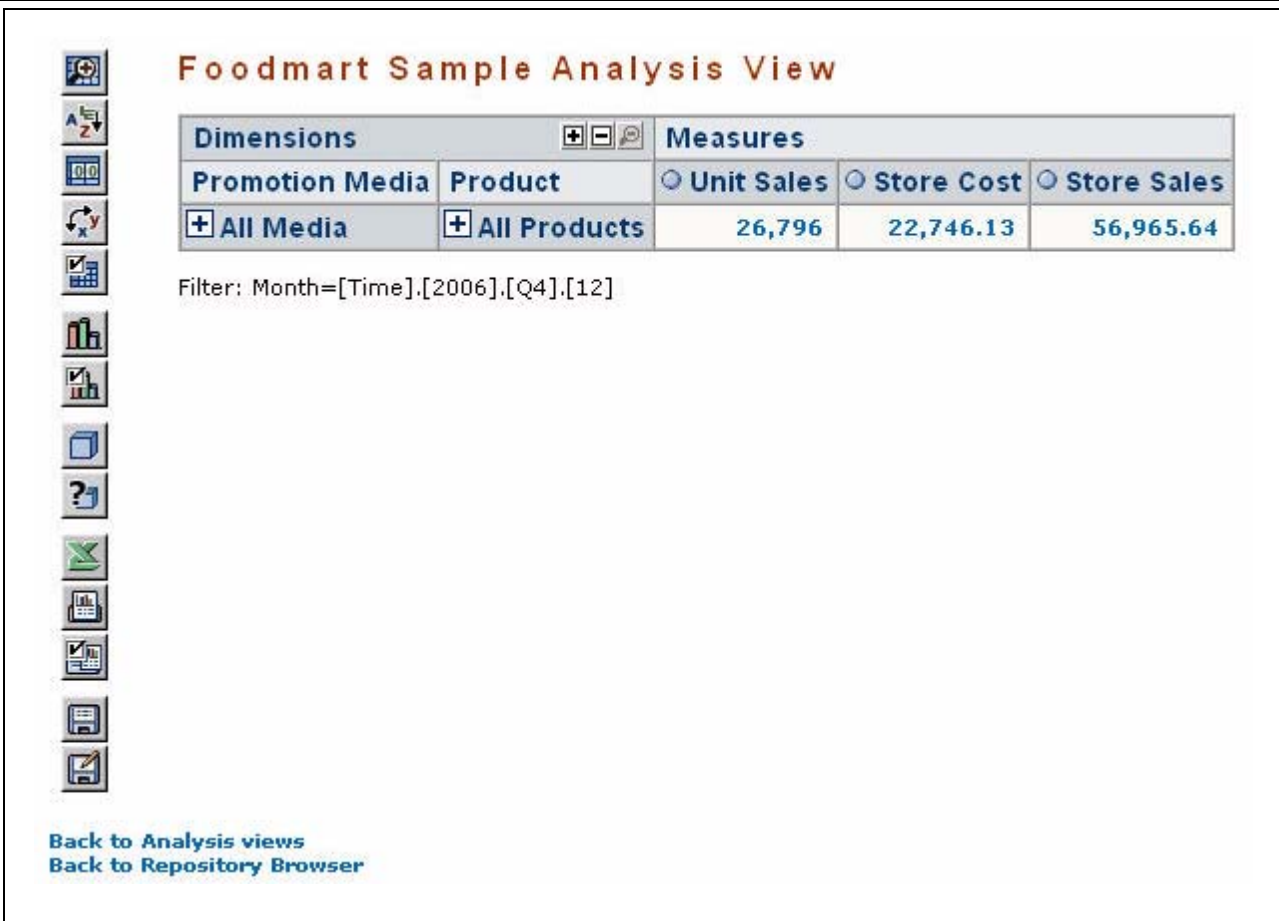 Foodmart Sample Analysis View
Dimensions Measures
Promotion Media Product Unit Sales Store Cost Store Sales
All Media All Products 26,796 22,746.13 56,965.64
Filter: Month=[Time].[2006].[Q4].[12]
Back to Analysis views
Back to Repository Browser